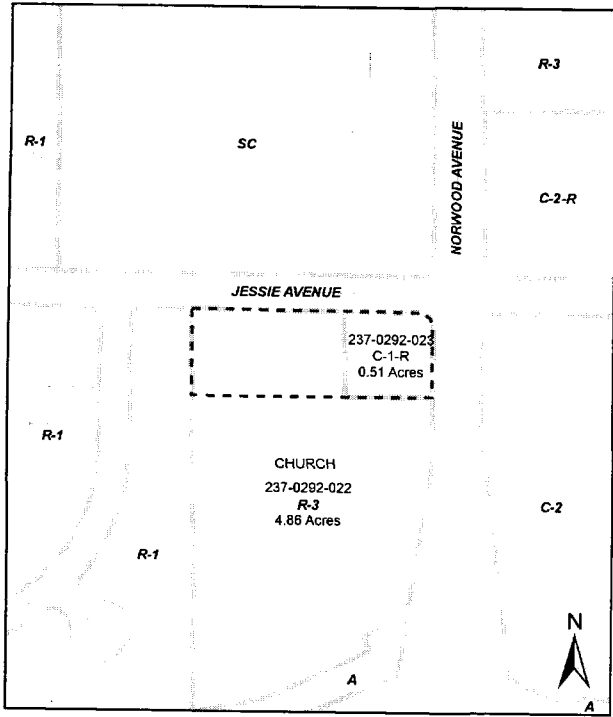 R-3
R-1
SC
NORWOOD AVENUE
C-2-R
JESSIE AVENUE
237-0292-023
C-1-R
0.51 Acres
R-1
CHURCH
237-0292-022
R-3
4.86 Acres
C-2
R-1
N
A
A